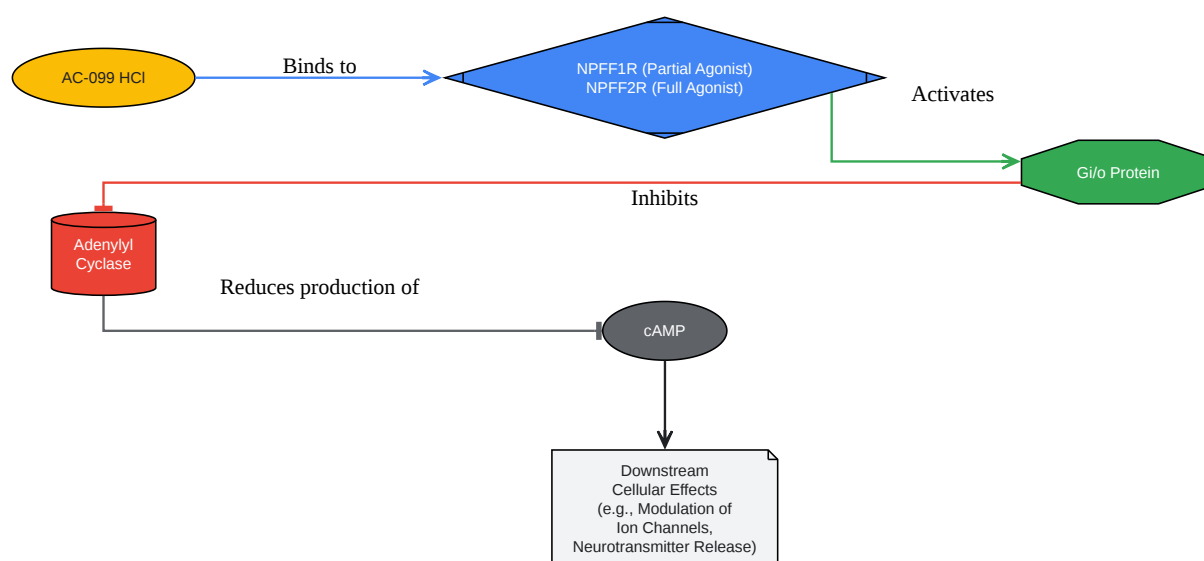 AC-099 HCl
Binds to
NPFF1R (Partial Agonist)
NPFF2R (Full Agonist)
Activates
Gi/o Protein
Inhibits
Adenylyl
Cyclase
Reduces production of
cAMP
Downstream
Cellular Effects
(e.g., Modulation of
Ion Channels,
Neurotransmitter Release)